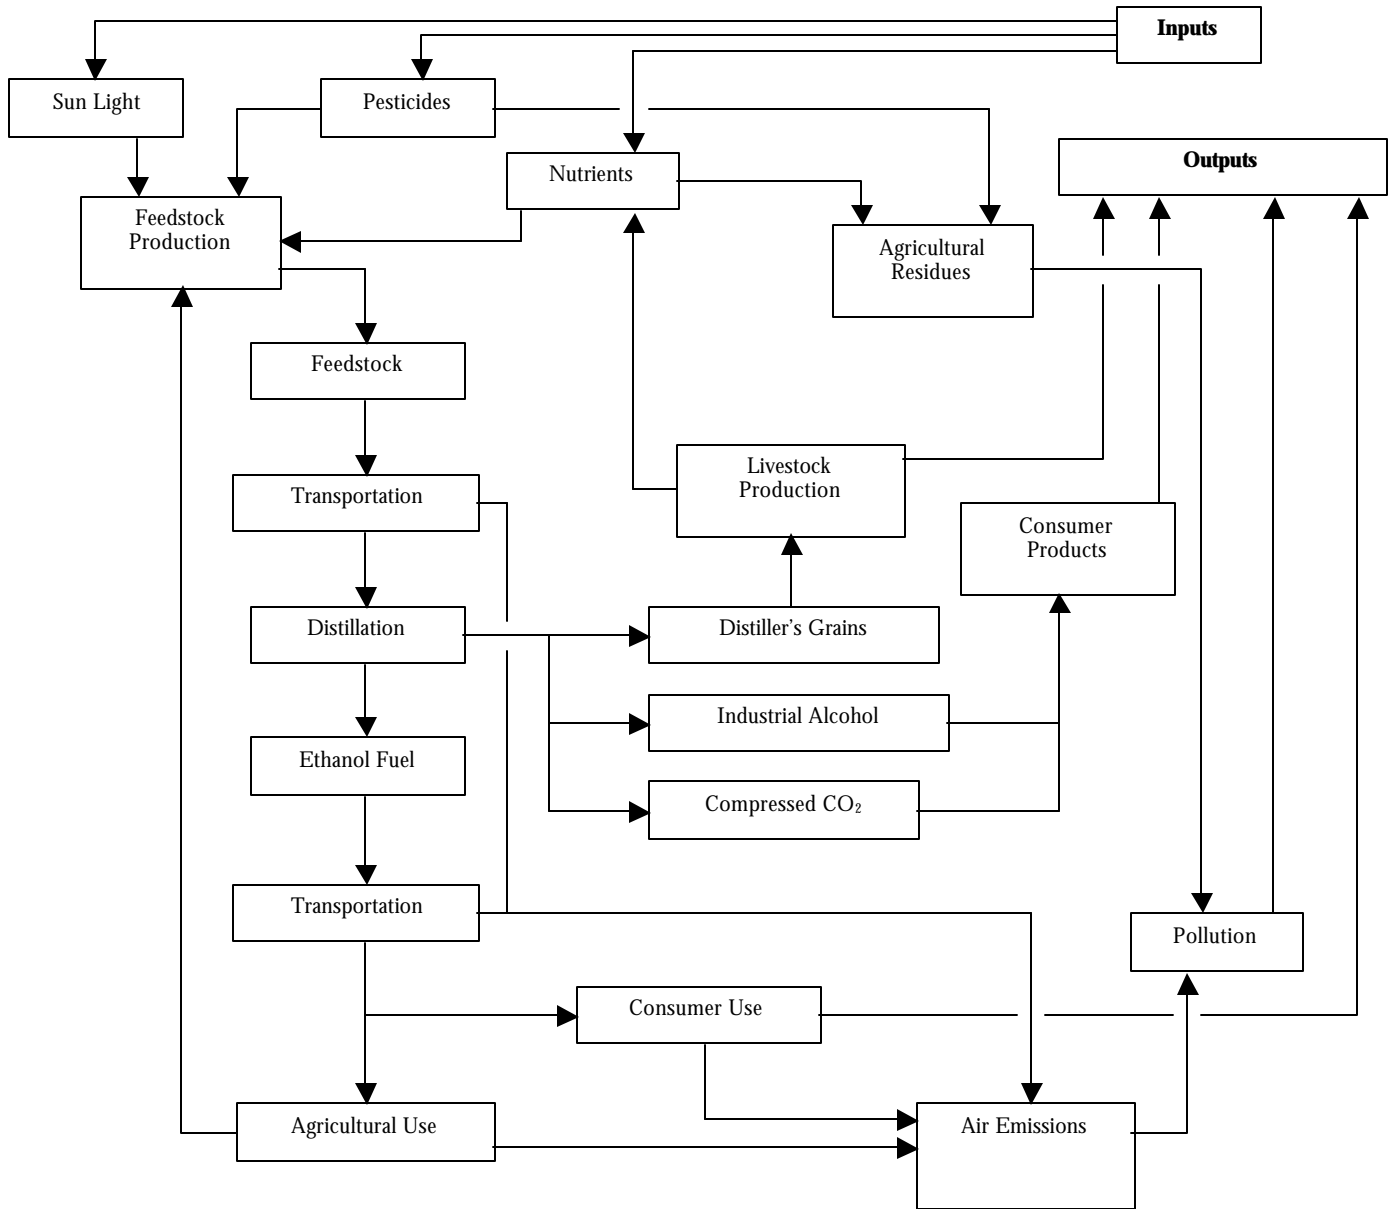 Inputs
Sun Light
Pesticides
Outputs
Nutrients
Feedstock
Production
Agricultural
Residues
Feedstock
Livestock
Production
Transportation
Consumer
Products
Distillation
Distiller's Grains
Industrial Alcohol
Ethanol Fuel
Compressed CO₂
Transportation
Pollution
Consumer Use
Agricultural Use
Air Emissions